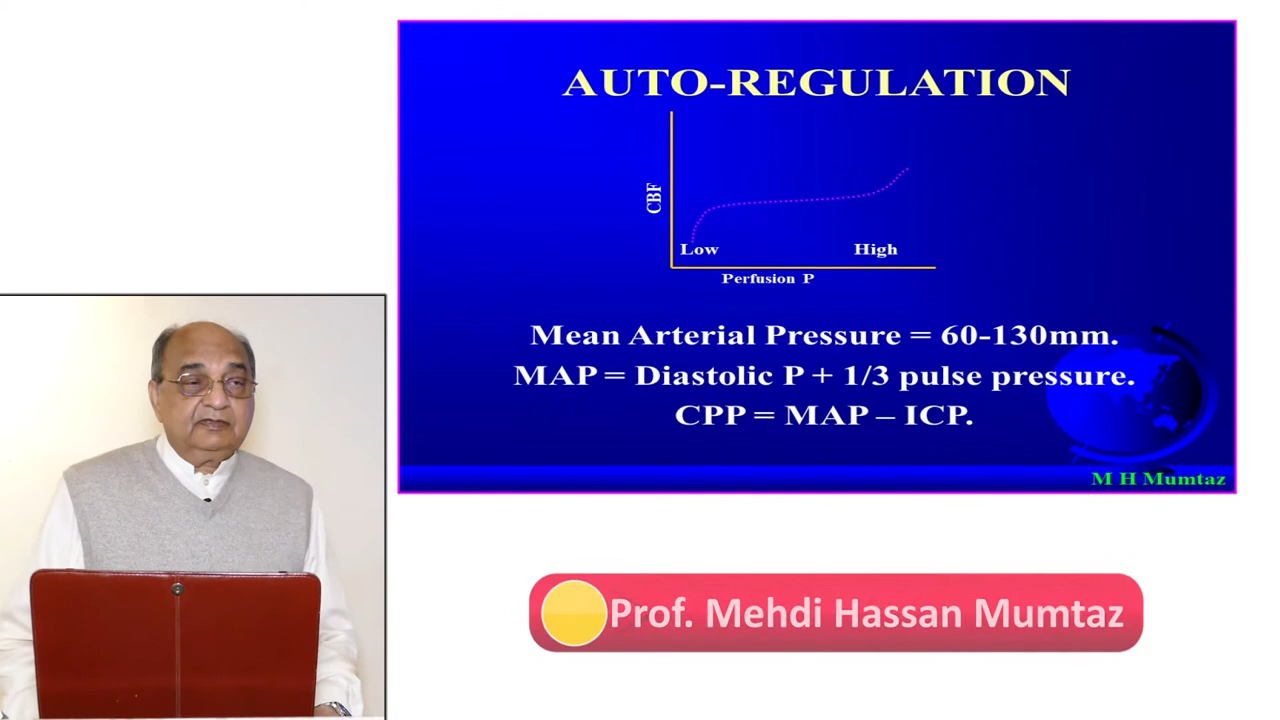 AUTO-REGULATION
CBF
Low
High
Perfusion P
Mean Arterial Pressure = 60-130mm.
MAP = Diastolic P + 1/3 pulse pressure.
CPP = MAP – ICP.
M H Mumtaz
Prof. Mehdi Hassan Mumtaz